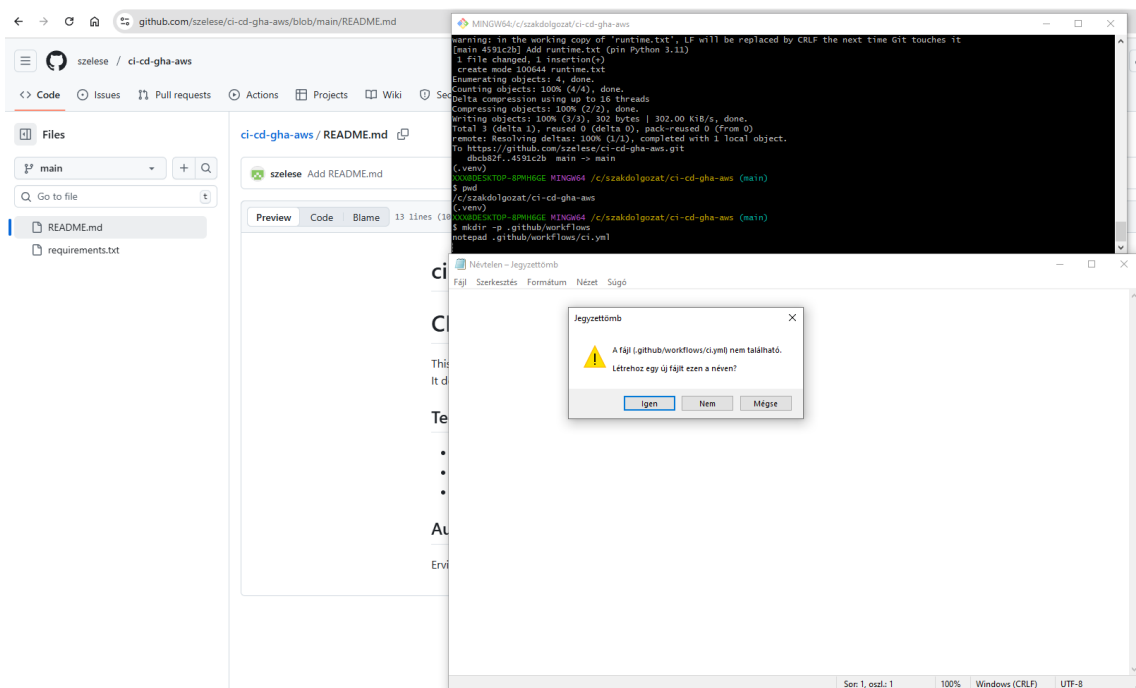 github.com/szelese/ci-cd-gha-aws/blob/main/README.md
szelese / ci-cd-gha-aws
Code Issues Pull requests Actions Projects Wiki
Files
main
Go to file t
README.md
requirements.txt
ci-cd-gha-aws / README.md
szelese Add README.md
Preview Code Blame 13 lines
ci
This
It d
Te
Au
Ervi
MINGW64:/c/szakdolgozat/ci-cd-gha-aws
warning: in the working copy of 'runtime.txt', LF will be replaced by CRLF the next time Git touches it
[main 4591c2b] Add runtime.txt (pin Python 3.11)
1 file changed, 1 insertion(+)
create mode 100644 runtime.txt
Enumerating objects: 4, done.
Counting objects: 100% (4/4), done.
Delta compression using up to 16 threads
Compressing objects: 100% (2/2), done.
Writing objects: 100% (3/3), 302 bytes | 302.00 KiB/s, done.
Total 3 (delta 1), reused 0 (delta 0), pack-reused 0 (from 0)
remote: Resolving deltas: 100% (1/1), completed with 1 local object.
To https://github.com/szelese/ci-cd-gha-aws.git
dbcb82f..4591c2b main -> main
(.venv)
XXX@DESKTOP-8PMH6GE MINGW64 /c/szakdolgozat/ci-cd-gha-aws (main)
$ pwd
/c/szakdolgozat/ci-cd-gha-aws
(.venv)
XXX@DESKTOP-8PMH6GE MINGW64 /c/szakdolgozat/ci-cd-gha-aws (main)
$ mkdir -p .github/workflows
notepad .github/workflows/ci.yml
Névtelen – Jegyzettömb
Fájl Szerkesztés Formátum Nézet Súgó
Jegyzettömb
A fájl (.github/workflows/ci.yml) nem található.
Létrehoz egy új fájlt ezen a néven?
Igen Nem Mégse
Sor: 1, oszl.: 1 100% Windows (CRLF) UTF-8